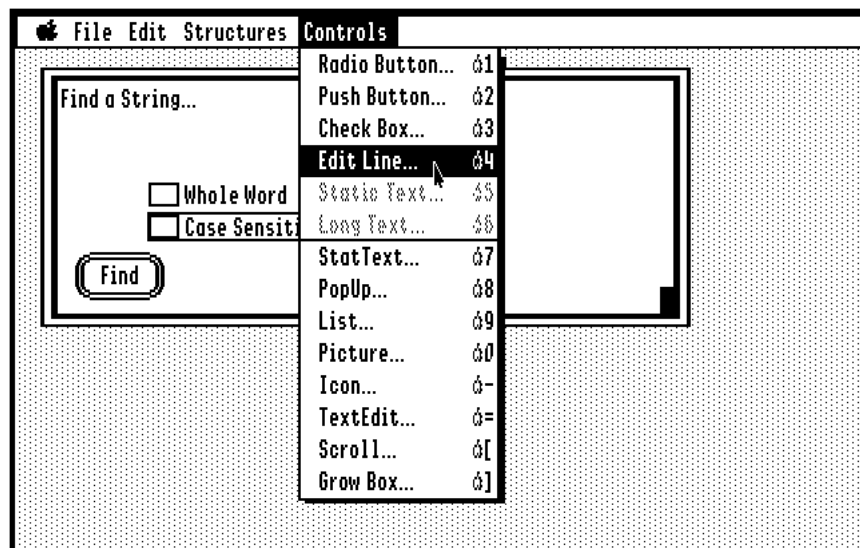 File Edit Structures Controls
Find a String...
Whole Word
Case Sensiti
Find
Radio Button... 1
Push Button... 2
Check Box... 3
Edit Line... 4
Static Text... 5
Long Text... 6
StatText... 7
PopUp... 8
List... 9
Picture... 0
Icon... -
TextEdit... =
Scroll... [
Grow Box... ]